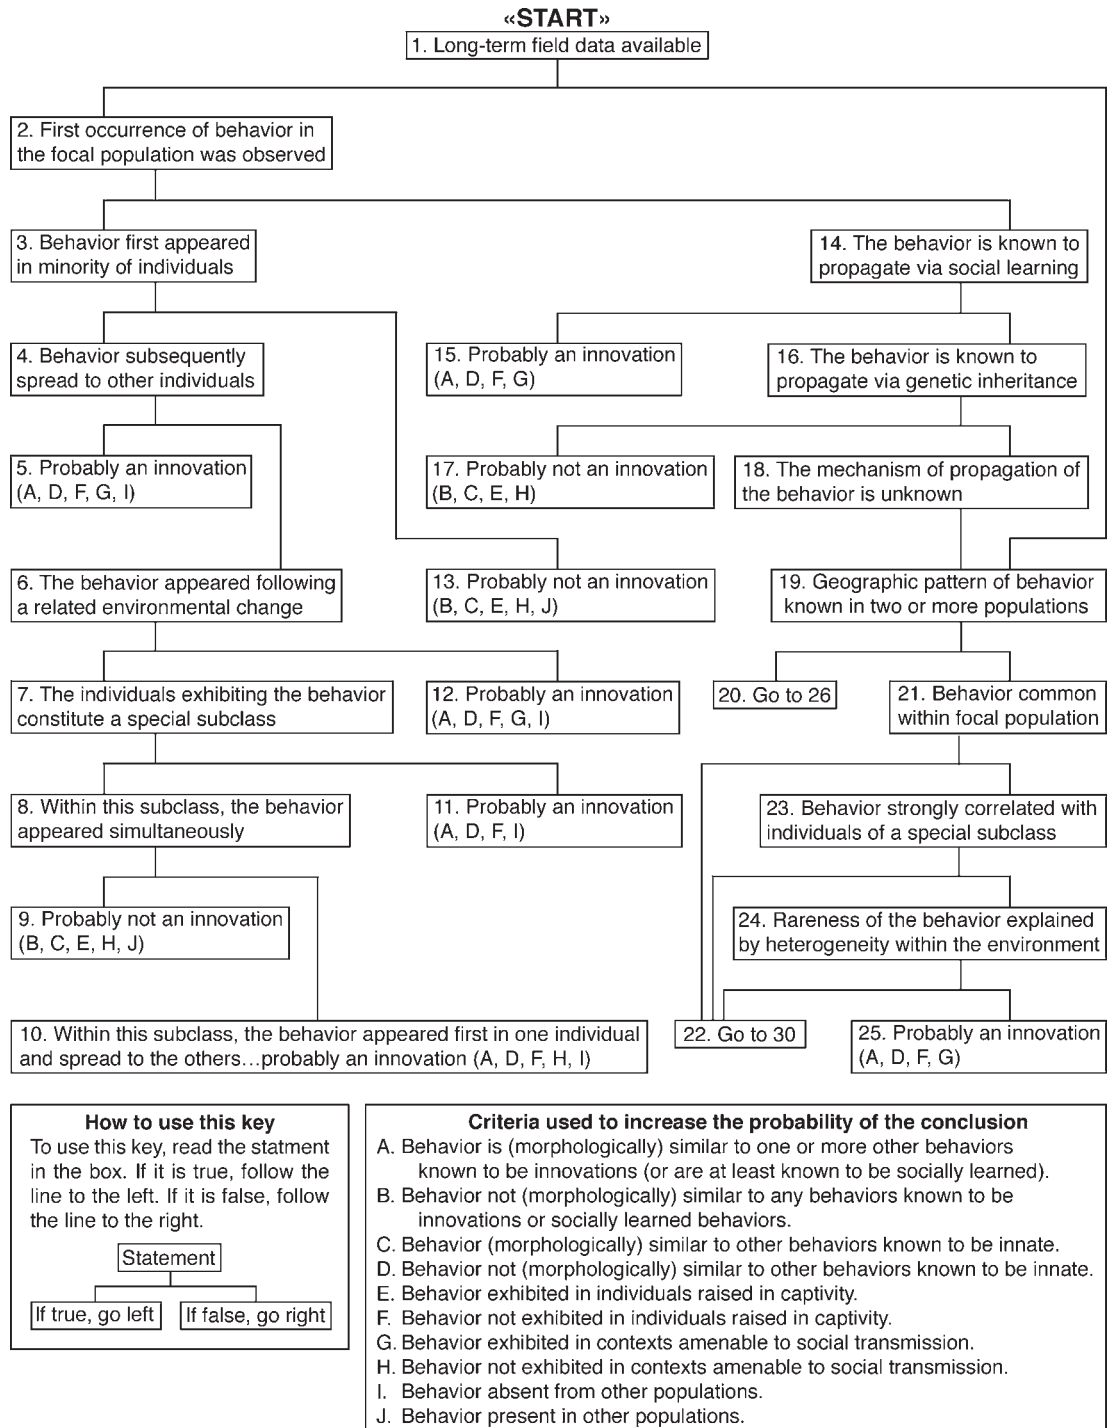 «START»
1. Long-term field data available
2. First occurrence of behavior in
the focal population was observed
3. Behavior first appeared
in minority of individuals
14. The behavior is known to
propagate via social learning
4. Behavior subsequently
spread to other individuals
15. Probably an innovation
(A, D, F, G)
16. The behavior is known to
propagate via genetic inheritance
5. Probably an innovation
(A, D, F, G, I)
17. Probably not an innovation
(B, C, E, H)
18. The mechanism of propagation of
the behavior is unknown
6. The behavior appeared following
a related environmental change
13. Probably not an innovation
(B, C, E, H, J)
19. Geographic pattern of behavior
known in two or more populations
7. The individuals exhibiting the behavior
constitute a special subclass
12. Probably an innovation
(A, D, F, G, I)
20. Go to 26
21. Behavior common
within focal population
8. Within this subclass, the behavior
appeared simultaneously
11. Probably an innovation
(A, D, F, I)
23. Behavior strongly correlated with
individuals of a special subclass
9. Probably not an innovation
(B, C, E, H, J)
24. Rareness of the behavior explained
by heterogeneity within the environment
10. Within this subclass, the behavior appeared first in one individual
and spread to the others...probably an innovation (A, D, F, H, I)
22. Go to 30
25. Probably an innovation
(A, D, F, G)
How to use this key
To use this key, read the statment
in the box. If it is true, follow the
line to the left. If it is false, follow
the line to the right.
Statement
If true, go left
If false, go right
Criteria used to increase the probability of the conclusion
A. Behavior is (morphologically) similar to one or more other behaviors
known to be innovations (or are at least known to be socially learned).
B. Behavior not (morphologically) similar to any behaviors known to be
innovations or socially learned behaviors.
C. Behavior (morphologically) similar to other behaviors known to be innate.
D. Behavior not (morphologically) similar to other behaviors known to be innate.
E. Behavior exhibited in individuals raised in captivity.
F. Behavior not exhibited in individuals raised in captivity.
G. Behavior exhibited in contexts amenable to social transmission.
H. Behavior not exhibited in contexts amenable to social transmission.
I. Behavior absent from other populations.
J. Behavior present in other populations.